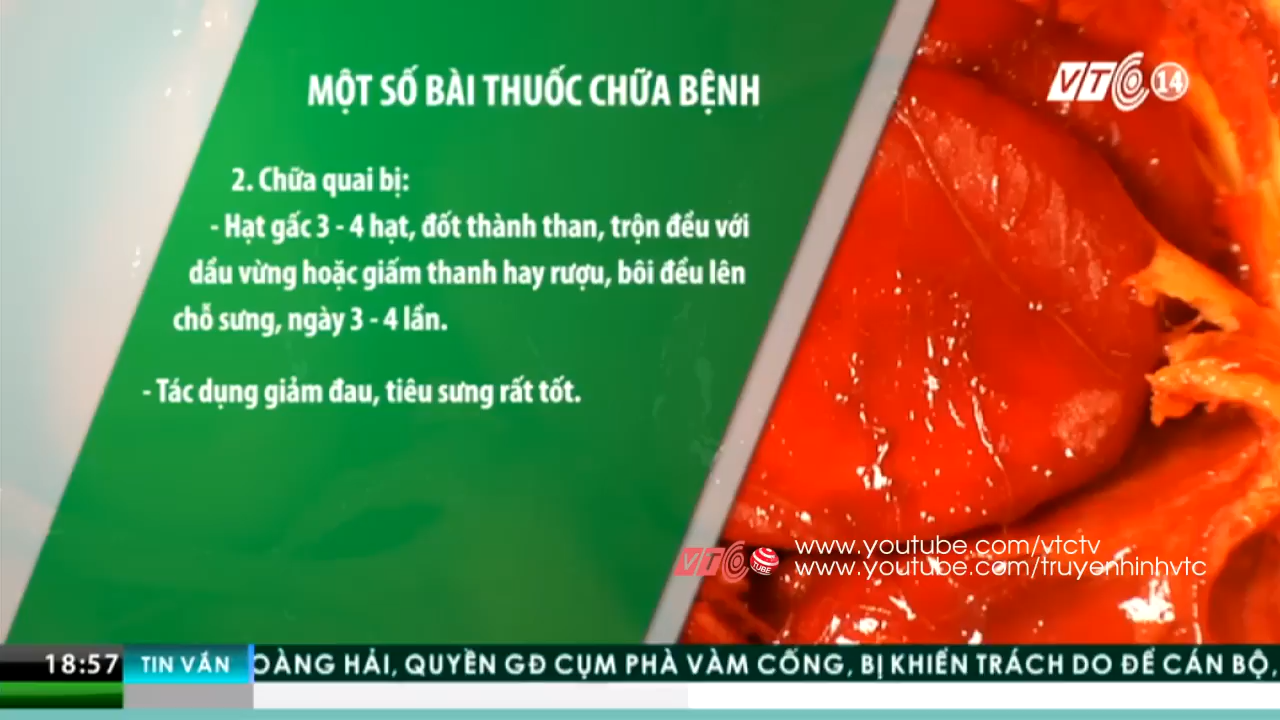 MỘT SỐ BÀI THUỐC CHỮA BỆNH
VTC 14
2. Chữa quai bị:
- Hạt gấc 3 - 4 hạt, đốt thành than, trộn đều với
dầu vừng hoặc giấm thanh hay rượu, bôi đều lên
chỗ sưng, ngày 3 - 4 lần.
- Tác dụng giảm đau, tiêu sưng rất tốt.
VTC TUBE www.youtube.com/vtctv
www.youtube.com/truyenhinhvtc
18:57 TIN VẮN OÀNG HẢI, QUYỀN GĐ CỤM PHÀ VÀM CỐNG, BỊ KHIỂN TRÁCH DO ĐỂ CÁN BỘ,